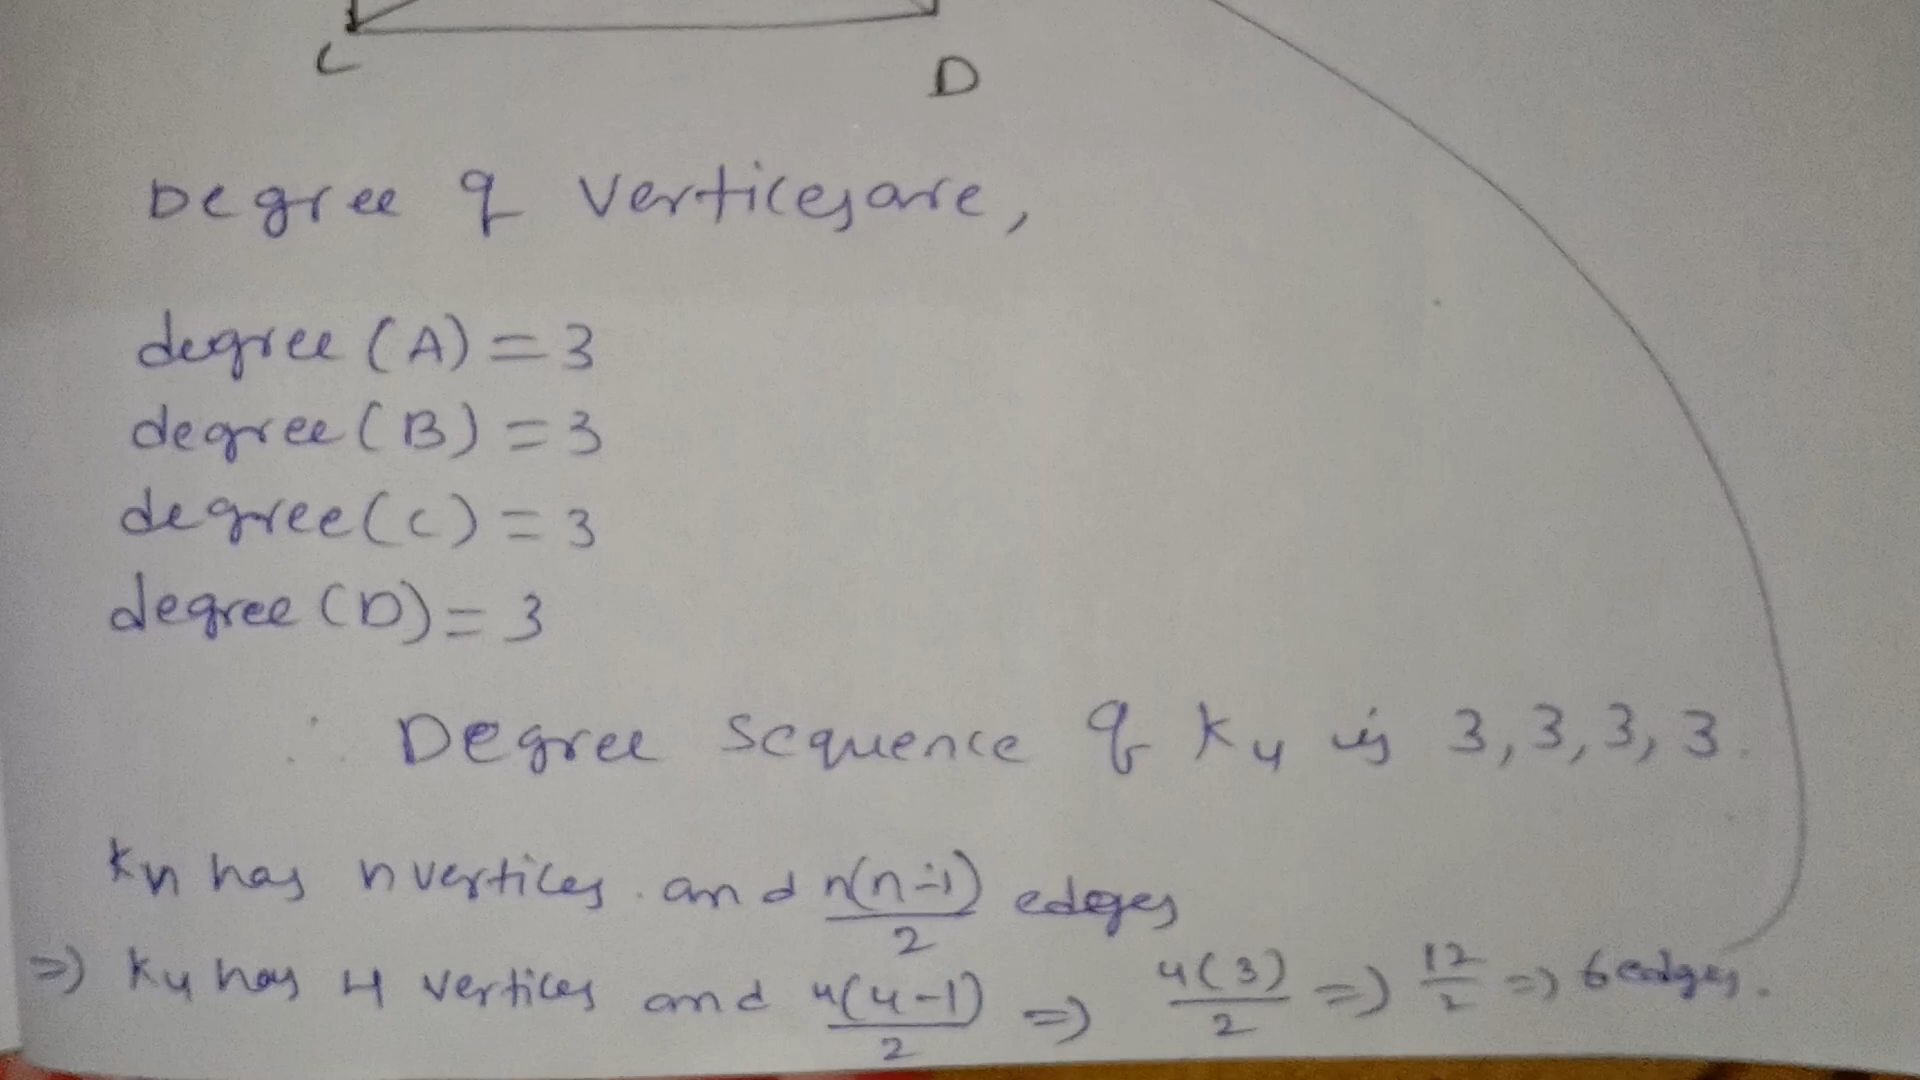 C
D
Degree of Vertices are,
degree (A) = 3
degree (B) = 3
degree (C) = 3
degree (D) = 3
∴ Degree Sequence of K4 is 3, 3, 3, 3.
Kn has n vertices and n(n-1)/2 edges
=> K4 has 4 vertices and 4(4-1)/2 => 4(3)/2 => 12/2 => 6 edges.